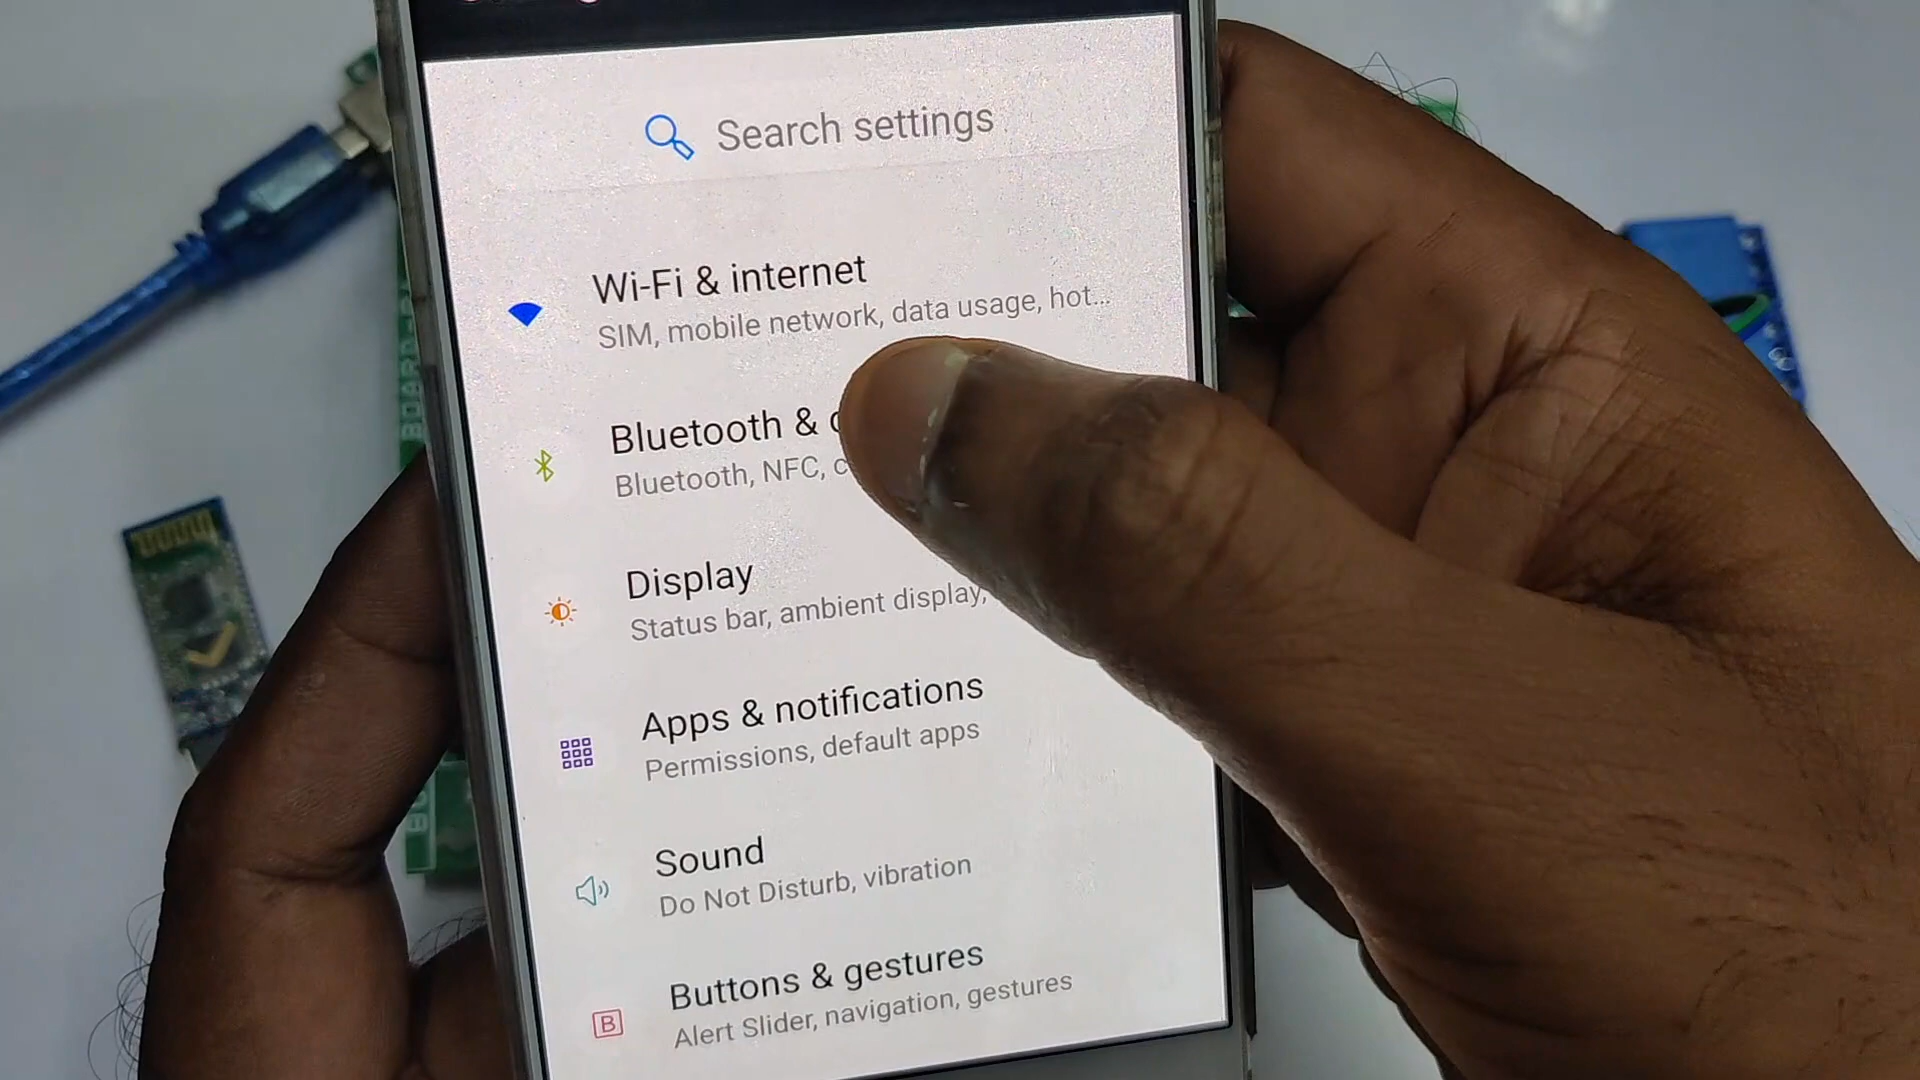 Search settings
Wi-Fi & internet
SIM, mobile network, data usage, hot...
Bluetooth &
Bluetooth, NFC,
Display
Status bar, ambient display,
Apps & notifications
Permissions, default apps
Sound
Do Not Disturb, vibration
B
Buttons & gestures
Alert Slider, navigation, gestures